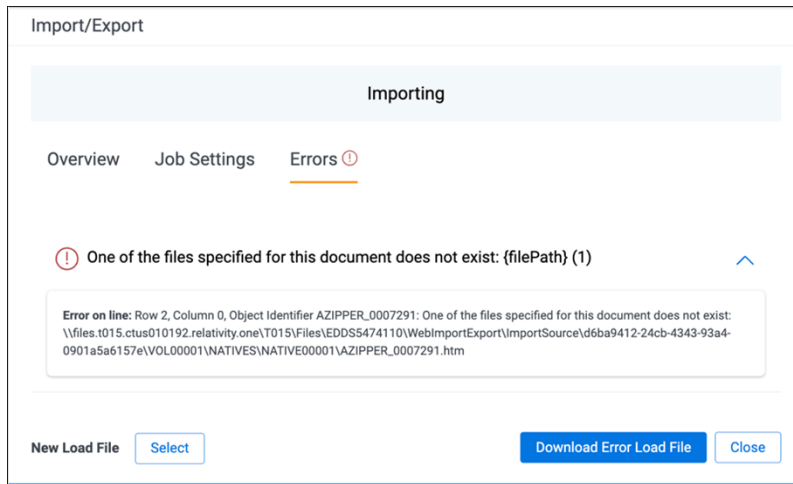 Import/Export
Importing
Overview Job Settings Errors
One of the files specified for this document does not exist: {filePath} (1)
Error on line: Row 2, Column 0, Object Identifier AZIPPER_0007291: One of the files specified for this document does not exist:
\\files.t015.ctus010192.relativity.one\T015\Files\EDDS5474110\WebImportExport\ImportSource\d6ba9412-24cb-4343-93a4-
0901a5a6157e\VOL00001\NATIVES\NATIVE00001\AZIPPER_0007291.htm
New Load File Select Download Error Load File Close